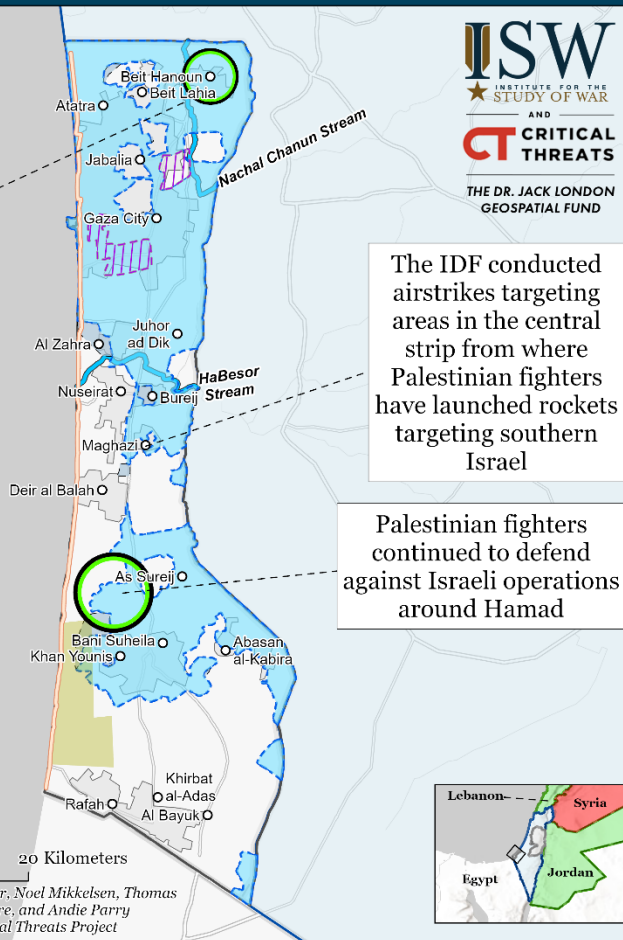 ISW
INSTITUTE FOR THE
STUDY OF WAR
AND
CT CRITICAL
THREATS
THE DR. JACK LONDON
GEOSPATIAL FUND
Beit Hanoun
Beit Lahia
Atatra
Nachal Chanun Stream
Jabalia
Gaza City
The IDF conducted
airstrikes targeting
areas in the central
strip from where
Palestinian fighters
have launched rockets
targeting southern
Israel
Juhor
ad Dik
Al Zahra
HaBesor
Stream
Nuseirat
Bureij
Maghazi
Deir al Balah
Palestinian fighters
continued to defend
against Israeli operations
around Hamad
As Sureij
Bani Suheila
Khan Younis
Abasan
al-Kabira
Khirbat
al-Adas
Rafah
Al Bayuk
Lebanon
Syria
Egypt
Jordan
20 Kilometers
r, Noel Mikkelsen, Thomas
re, and Andie Parry
al Threats Project